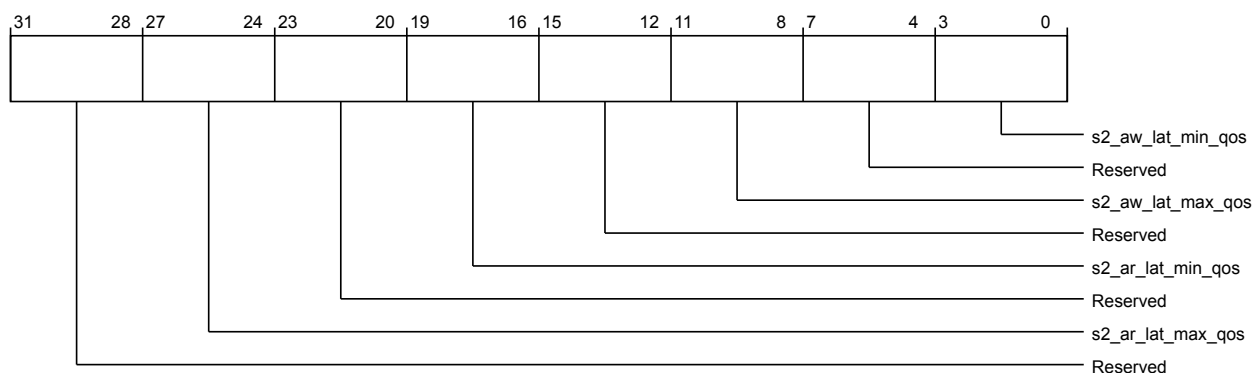 31 28 27 24 23 20 19 16 15 12 11 8 7 4 3 0
s2_aw_lat_min_qos
Reserved
s2_aw_lat_max_qos
Reserved
s2_ar_lat_min_qos
Reserved
s2_ar_lat_max_qos
Reserved